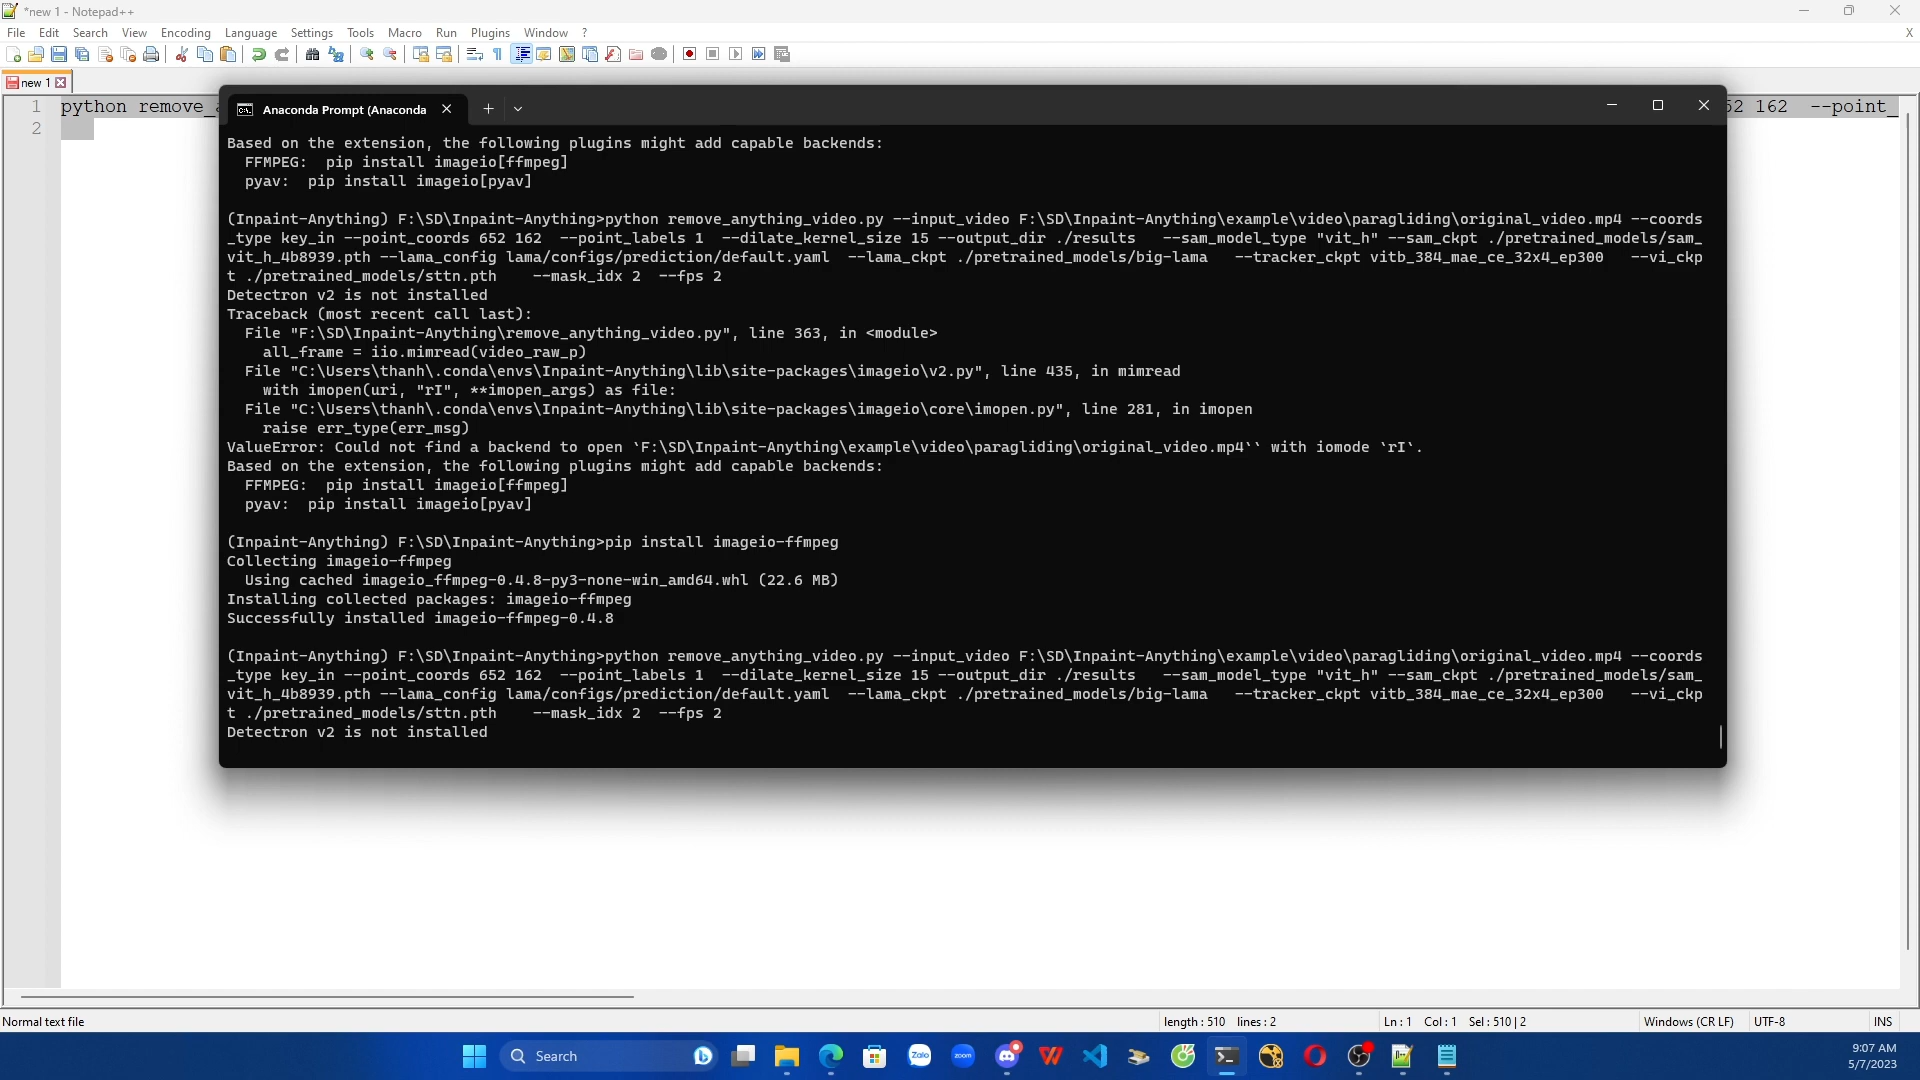 *new 1 - Notepad++
File Edit Search View Encoding Language Settings Tools Macro Run Plugins Window ?
X
new 1
1 python remove_
52 162  --point_
2
Anaconda Prompt (Anaconda
Based on the extension, the following plugins might add capable backends:
  FFMPEG:  pip install imageio[ffmpeg]
  pyav:  pip install imageio[pyav]
(Inpaint-Anything) F:\SD\Inpaint-Anything>python remove_anything_video.py --input_video F:\SD\Inpaint-Anything\example\video\paragliding\original_video.mp4 --coords
_type key_in --point_coords 652 162  --point_labels 1  --dilate_kernel_size 15 --output_dir ./results   --sam_model_type "vit_h" --sam_ckpt ./pretrained_models/sam_
vit_h_4b8939.pth --lama_config lama/configs/prediction/default.yaml  --lama_ckpt ./pretrained_models/big-lama   --tracker_ckpt vitb_384_mae_ce_32x4_ep300   --vi_ckp
t ./pretrained_models/sttn.pth    --mask_idx 2  --fps 2
Detectron v2 is not installed
Traceback (most recent call last):
  File "F:\SD\Inpaint-Anything\remove_anything_video.py", line 363, in <module>
    all_frame = iio.mimread(video_raw_p)
  File "C:\Users\thanh\.conda\envs\Inpaint-Anything\lib\site-packages\imageio\v2.py", line 435, in mimread
    with imopen(uri, "rI", **imopen_args) as file:
  File "C:\Users\thanh\.conda\envs\Inpaint-Anything\lib\site-packages\imageio\core\imopen.py", line 281, in imopen
    raise err_type(err_msg)
ValueError: Could not find a backend to open `F:\SD\Inpaint-Anything\example\video\paragliding\original_video.mp4`` with iomode `rI`.
Based on the extension, the following plugins might add capable backends:
  FFMPEG:  pip install imageio[ffmpeg]
  pyav:  pip install imageio[pyav]
(Inpaint-Anything) F:\SD\Inpaint-Anything>pip install imageio-ffmpeg
Collecting imageio-ffmpeg
  Using cached imageio_ffmpeg-0.4.8-py3-none-win_amd64.whl (22.6 MB)
Installing collected packages: imageio-ffmpeg
Successfully installed imageio-ffmpeg-0.4.8
(Inpaint-Anything) F:\SD\Inpaint-Anything>python remove_anything_video.py --input_video F:\SD\Inpaint-Anything\example\video\paragliding\original_video.mp4 --coords
_type key_in --point_coords 652 162  --point_labels 1  --dilate_kernel_size 15 --output_dir ./results   --sam_model_type "vit_h" --sam_ckpt ./pretrained_models/sam_
vit_h_4b8939.pth --lama_config lama/configs/prediction/default.yaml  --lama_ckpt ./pretrained_models/big-lama   --tracker_ckpt vitb_384_mae_ce_32x4_ep300   --vi_ckp
t ./pretrained_models/sttn.pth    --mask_idx 2  --fps 2
Detectron v2 is not installed
Normal text file
length : 510 lines : 2
Ln : 1 Col : 1 Sel : 510 | 2
Windows (CR LF)
UTF-8
INS
Search
Zalo
zoom
9:07 AM
5/7/2023